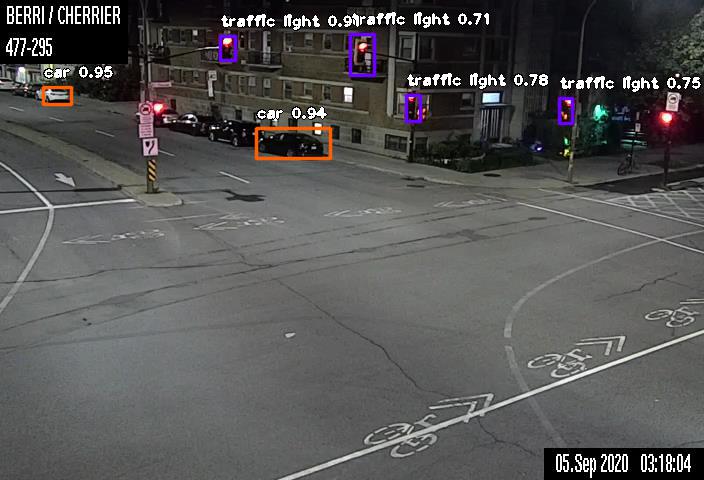 BERRI / CHERRIER
477-295
traffic light 0.91
traffic light 0.71
car 0.95
traffic light 0.78
traffic light 0.75
car 0.94
05.Sep 2020 03:18:04